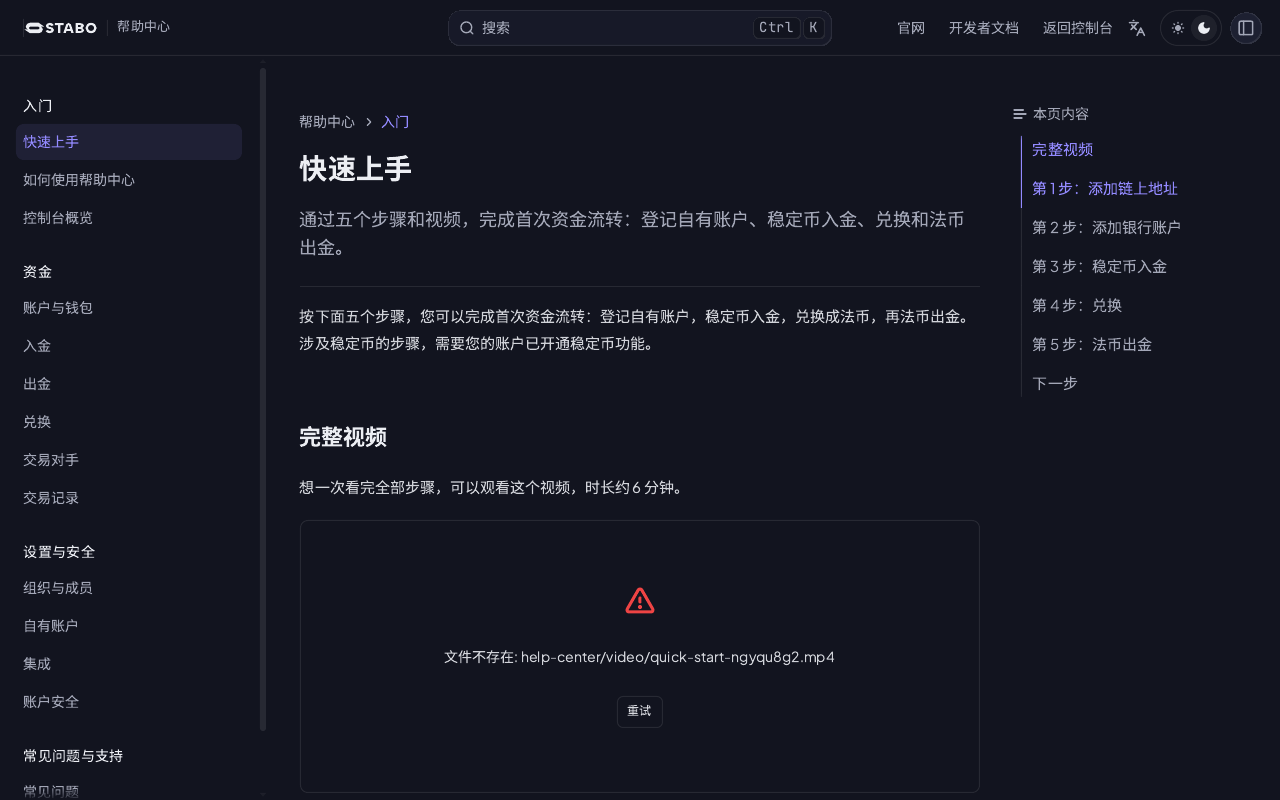 STABO
帮助中心
搜索
Ctrl K
官网
开发者文档
返回控制台
入门
快速上手
如何使用帮助中心
控制台概览
资金
账户与钱包
入金
出金
兑换
交易对手
交易记录
设置与安全
组织与成员
自有账户
集成
账户安全
常见问题与支持
常见问题
帮助中心 > 入门
快速上手
通过五个步骤和视频，完成首次资金流转：登记自有账户、稳定币入金、兑换和法币
出金。
按下面五个步骤，您可以完成首次资金流转：登记自有账户，稳定币入金，兑换成法币，再法币出金。
涉及稳定币的步骤，需要您的账户已开通稳定币功能。
完整视频
想一次看完全部步骤，可以观看这个视频，时长约 6 分钟。
文件不存在: help-center/video/quick-start-ngyqu8g2.mp4
重试
本页内容
完整视频
第 1 步：添加链上地址
第 2 步：添加银行账户
第 3 步：稳定币入金
第 4 步：兑换
第 5 步：法币出金
下一步